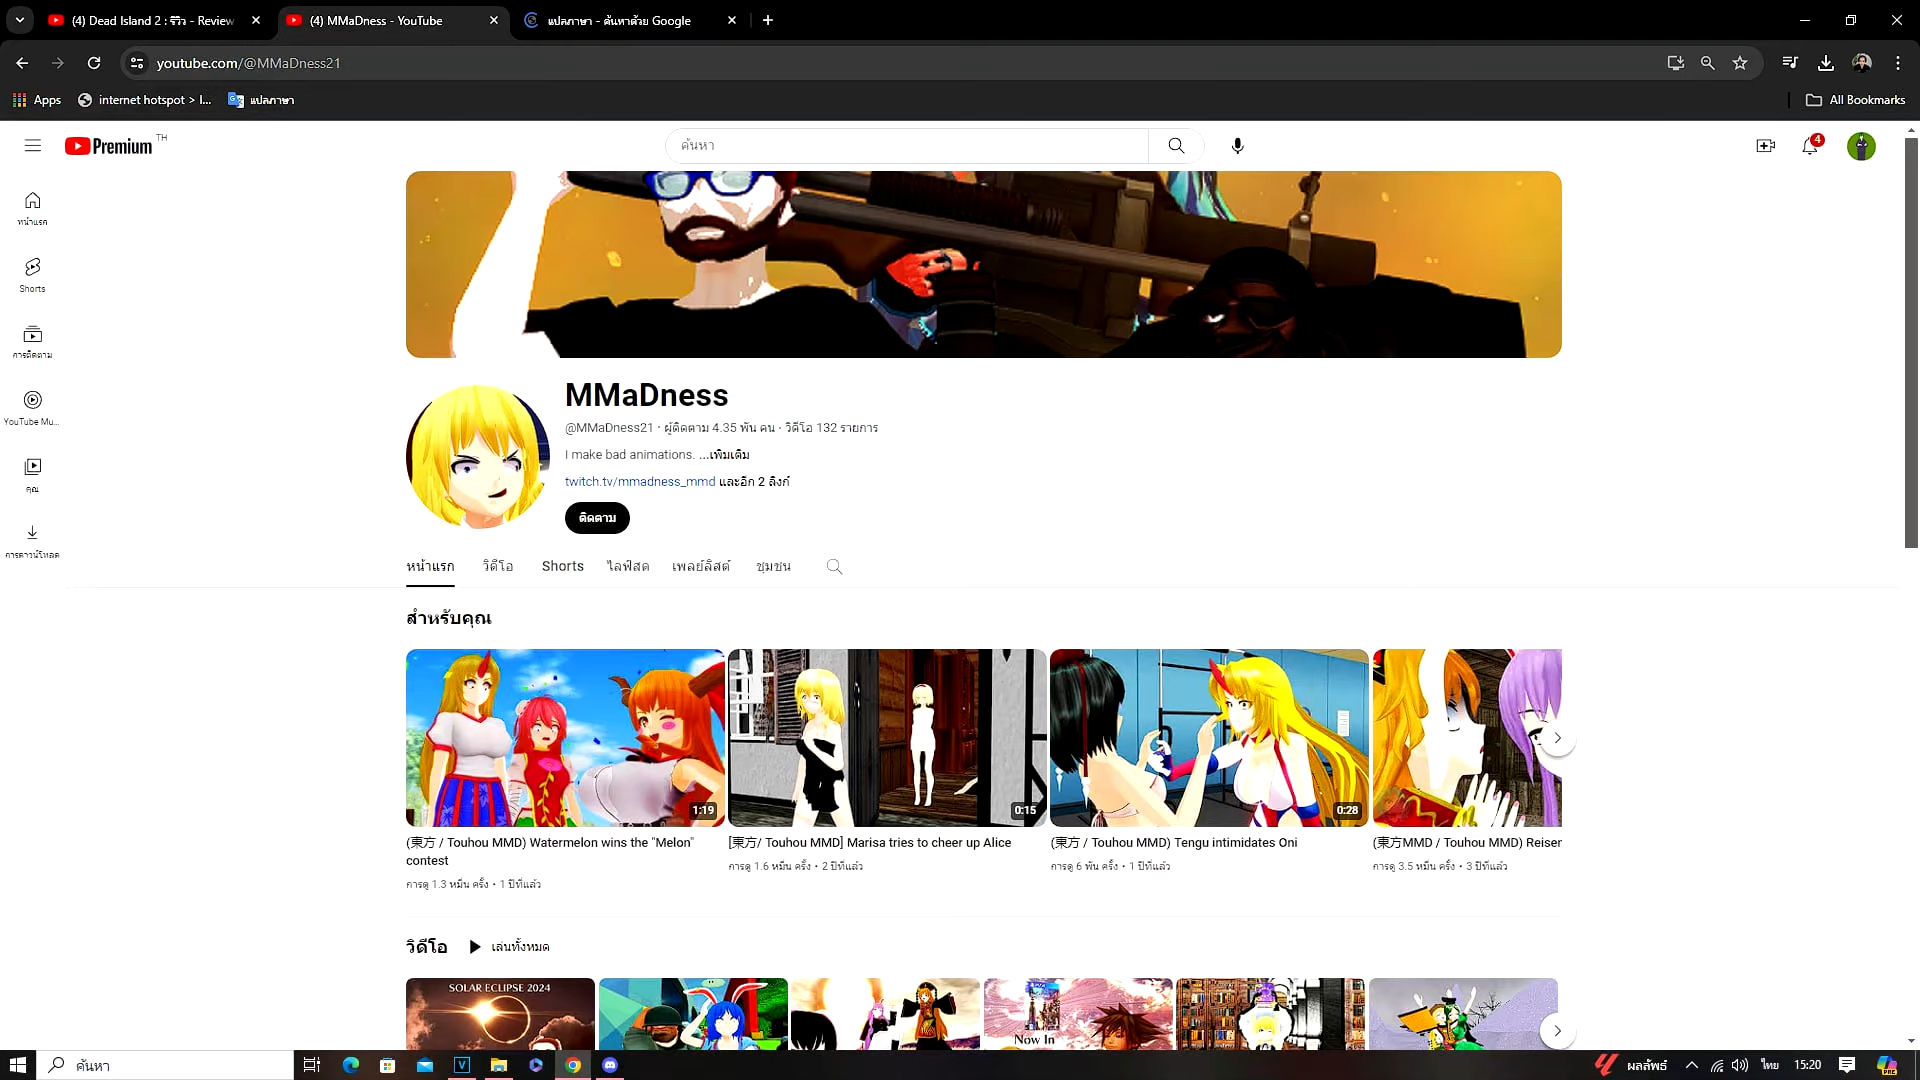 (4) Dead Island 2 : รีวิว - Review
(4) MMaDness - YouTube
แปลภาษา - ค้นหาด้วย Google
youtube.com/@MMaDness21
Apps
internet hotspot > l...
แปลภาษา
All Bookmarks
Premium
TH
ค้นหา
4
หน้าแรก
Shorts
การติดตาม
YouTube Mu...
คุณ
การดาวน์โหลด
MMaDness
@MMaDness21 · ผู้ติดตาม 4.35 พัน คน · วิดีโอ 132 รายการ
I make bad animations. ...เพิ่มเติม
twitch.tv/mmadness_mmd และอีก 2 ลิงก์
ติดตาม
หน้าแรก วิดีโอ Shorts ไลฟ์สด เพลย์ลิสต์ ชุมชน
สำหรับคุณ
1:19
0:15
0:28
(東方 / Touhou MMD) Watermelon wins the "Melon" contest
การดู 1.3 หมื่น ครั้ง • 1 ปีที่แล้ว
[東方/ Touhou MMD] Marisa tries to cheer up Alice
การดู 1.6 หมื่น ครั้ง • 2 ปีที่แล้ว
(東方 / Touhou MMD) Tengu intimidates Oni
การดู 6 พัน ครั้ง • 1 ปีที่แล้ว
(東方MMD / Touhou MMD) Reiser
การดู 3.5 หมื่น ครั้ง • 3 ปีที่แล้ว
วิดีโอ
เล่นทั้งหมด
SOLAR ECLIPSE 2024
Now In
ค้นหา
ผลลัพธ์
ไทย
15:20